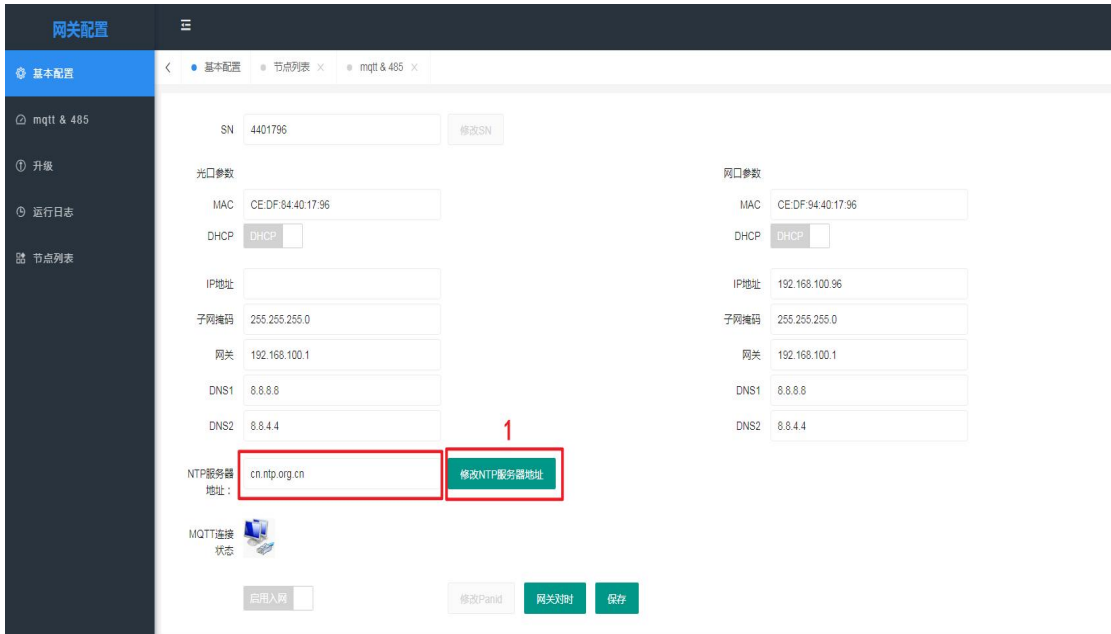 网关配置
基本配置
mqtt & 485
升级
运行日志
节点列表
基本配置 节点列表 × mqtt & 485 ×
SN 4401796 修改SN
光口参数
MAC CE:DF:84:40:17:96
DHCP DHCP
IP地址
子网掩码 255.255.255.0
网关 192.168.100.1
DNS1 8.8.8.8
DNS2 8.8.4.4
网口参数
MAC CE:DF:94:40:17:96
DHCP DHCP
IP地址 192.168.100.96
子网掩码 255.255.255.0
网关 192.168.100.1
DNS1 8.8.8.8
DNS2 8.8.4.4
1
NTP服务器 cn.ntp.org.cn 修改NTP服务器地址
地址：
MQTT连接
状态
启用入网 修改Panid 网关对时 保存